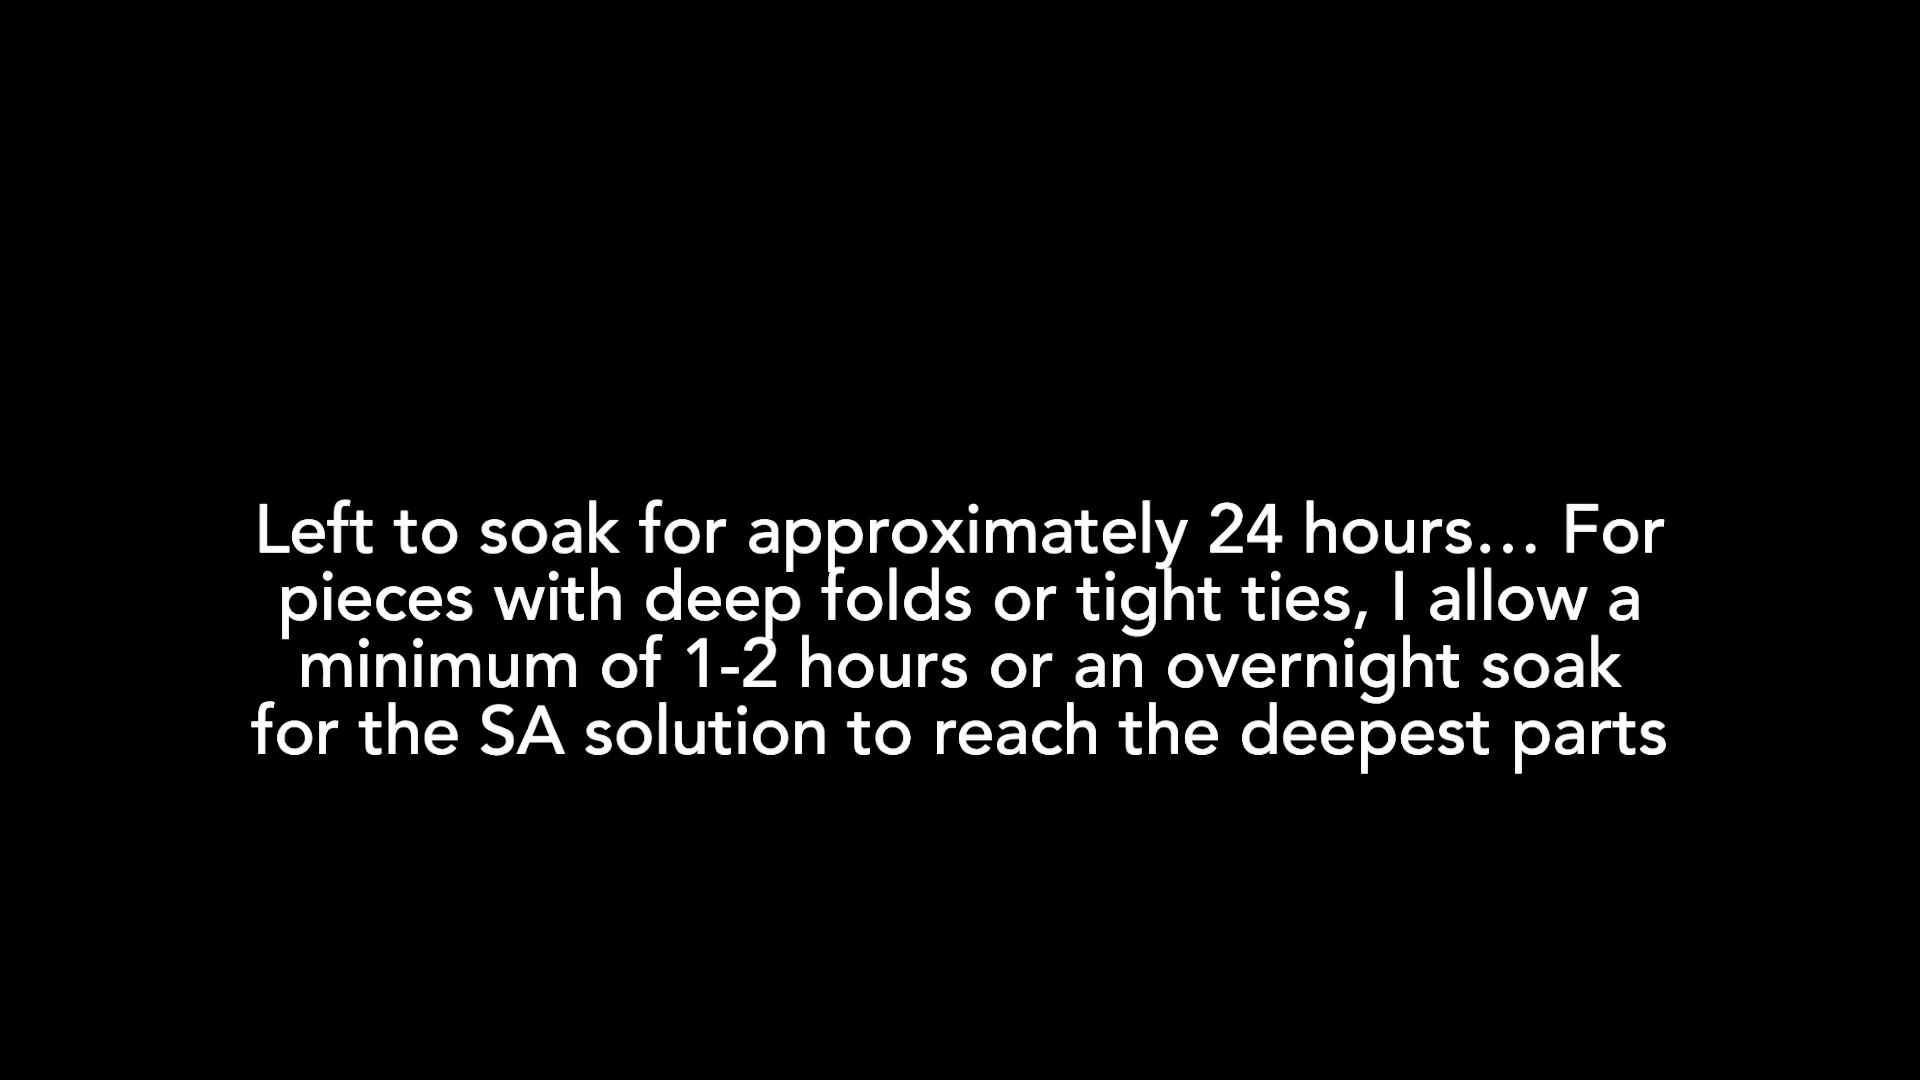 Left to soak for approximately 24 hours… For
pieces with deep folds or tight ties, I allow a
minimum of 1-2 hours or an overnight soak
for the SA solution to reach the deepest parts